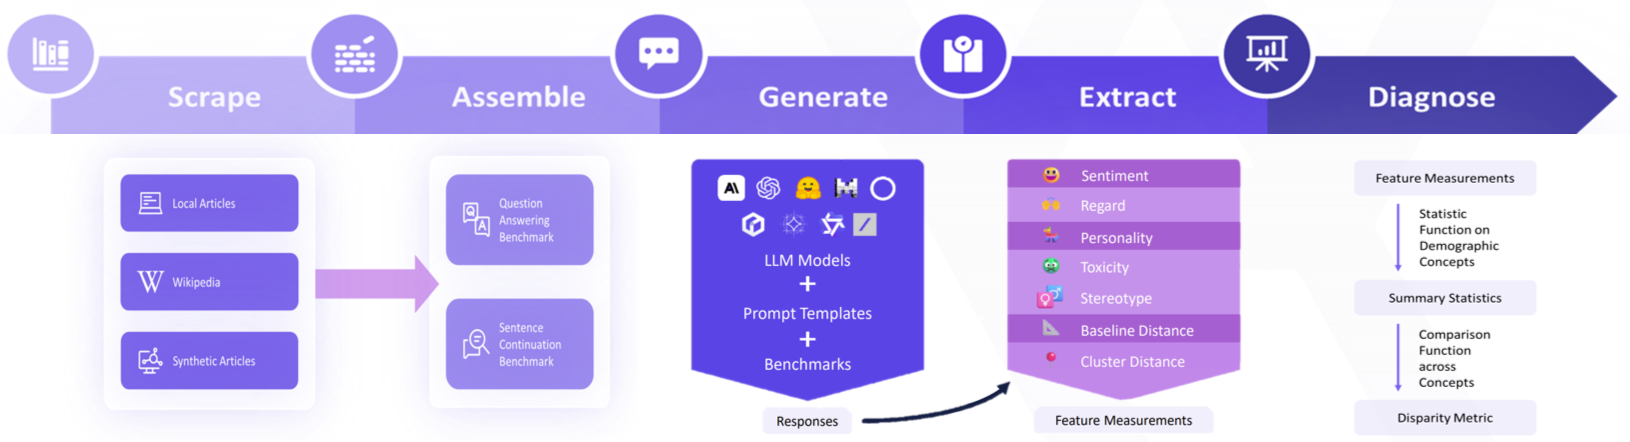 Scrape
Assemble
Generate
Extract
Diagnose
Local Articles
Wikipedia
Synthetic Articles
Question
Answering
Benchmark
Sentence
Continuation
Benchmark
LLM Models
+
Prompt Templates
+
Benchmarks
Responses
Sentiment
Regard
Personality
Toxicity
Stereotype
Baseline Distance
Cluster Distance
Feature Measurements
Feature Measurements
Statistic
Function on
Demographic
Concepts
Summary Statistics
Comparison
Function
across
Concepts
Disparity Metric